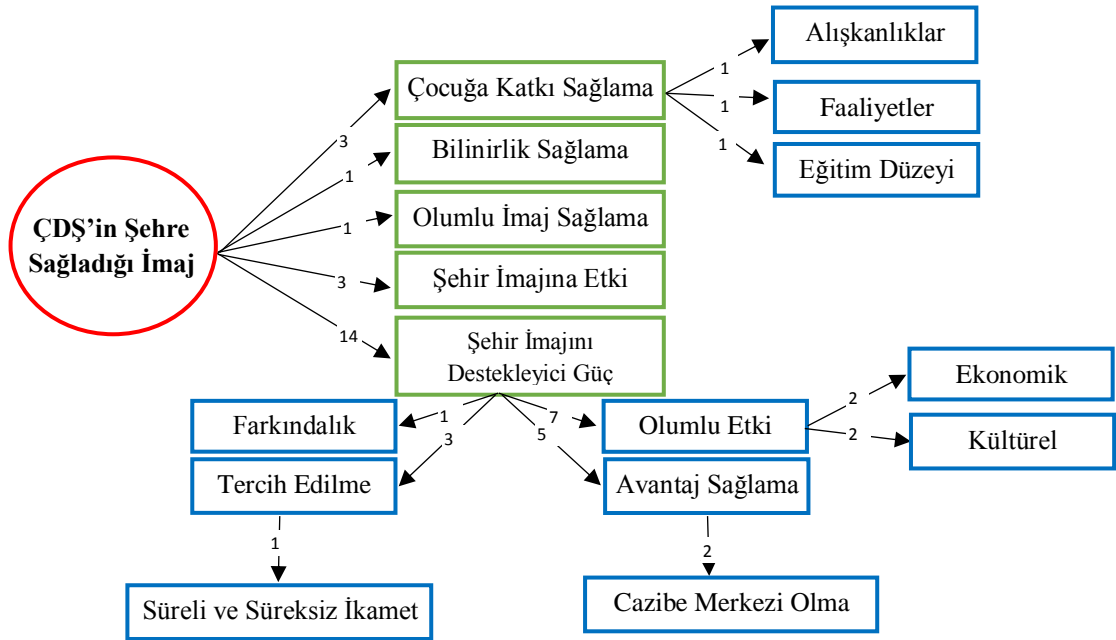 ÇDŞ’in Şehre
Sağladığı İmaj
3
1
1
3
14
Çocuğa Katkı Sağlama
Bilinirlik Sağlama
Olumlu İmaj Sağlama
Şehir İmajına Etki
Şehir İmajını
Destekleyici Güç
1
1
1
Alışkanlıklar
Faaliyetler
Eğitim Düzeyi
1
3
7
5
Farkındalık
Tercih Edilme
Olumlu Etki
Avantaj Sağlama
2
2
Ekonomik
Kültürel
1
2
Süreli ve Süreksiz İkamet
Cazibe Merkezi Olma